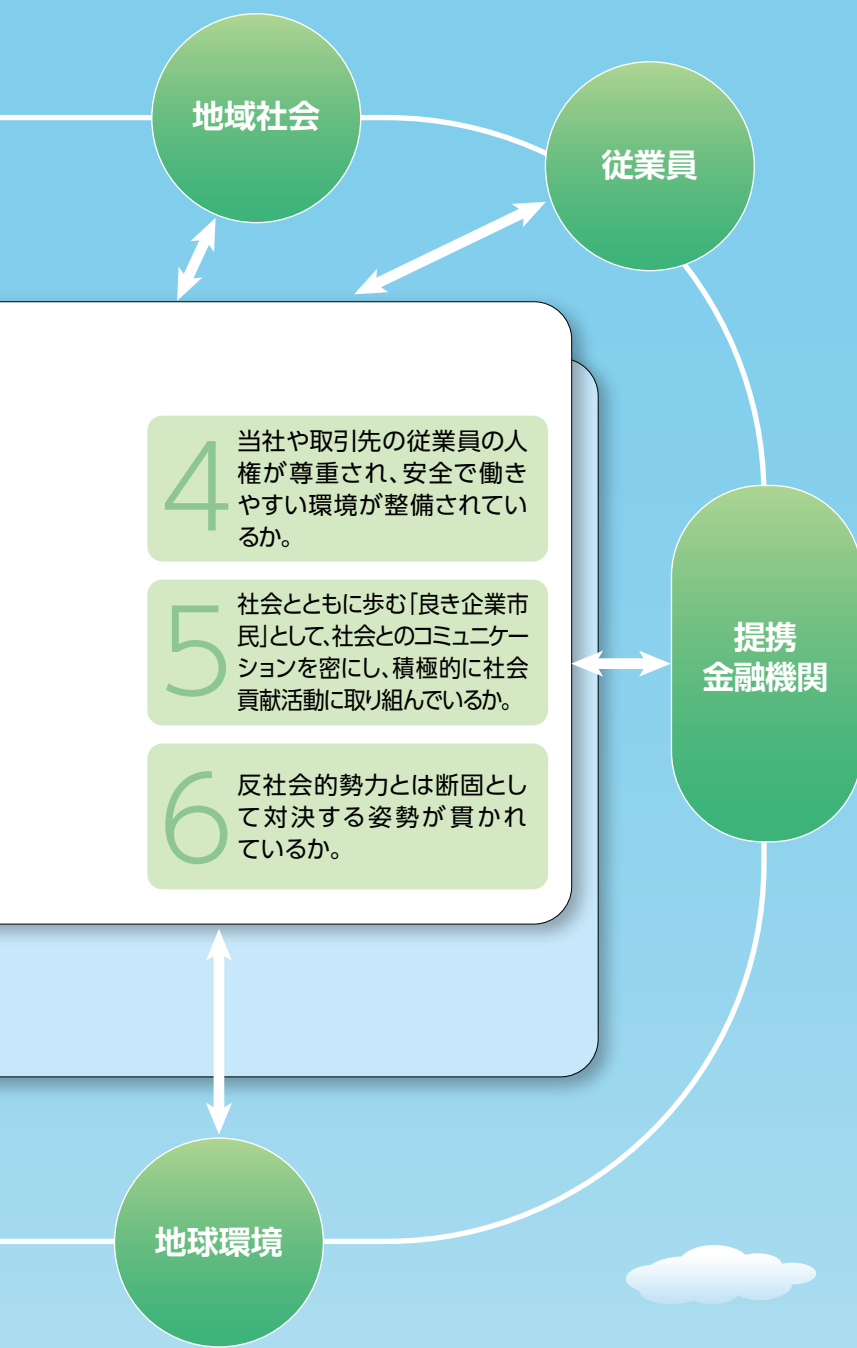 地域社会
従業員
4
当社や取引先の従業員の人
権が尊重され、安全で働き
やすい環境が整備されてい
るか。
5
社会とともに歩む「良き企業市
民」として、社会とのコミュニケー
ションを密にし、積極的に社会
貢献活動に取り組んでいるか。
提携
金融機関
6
反社会的勢力とは断固とし
て対決する姿勢が貫かれ
ているか。
地球環境